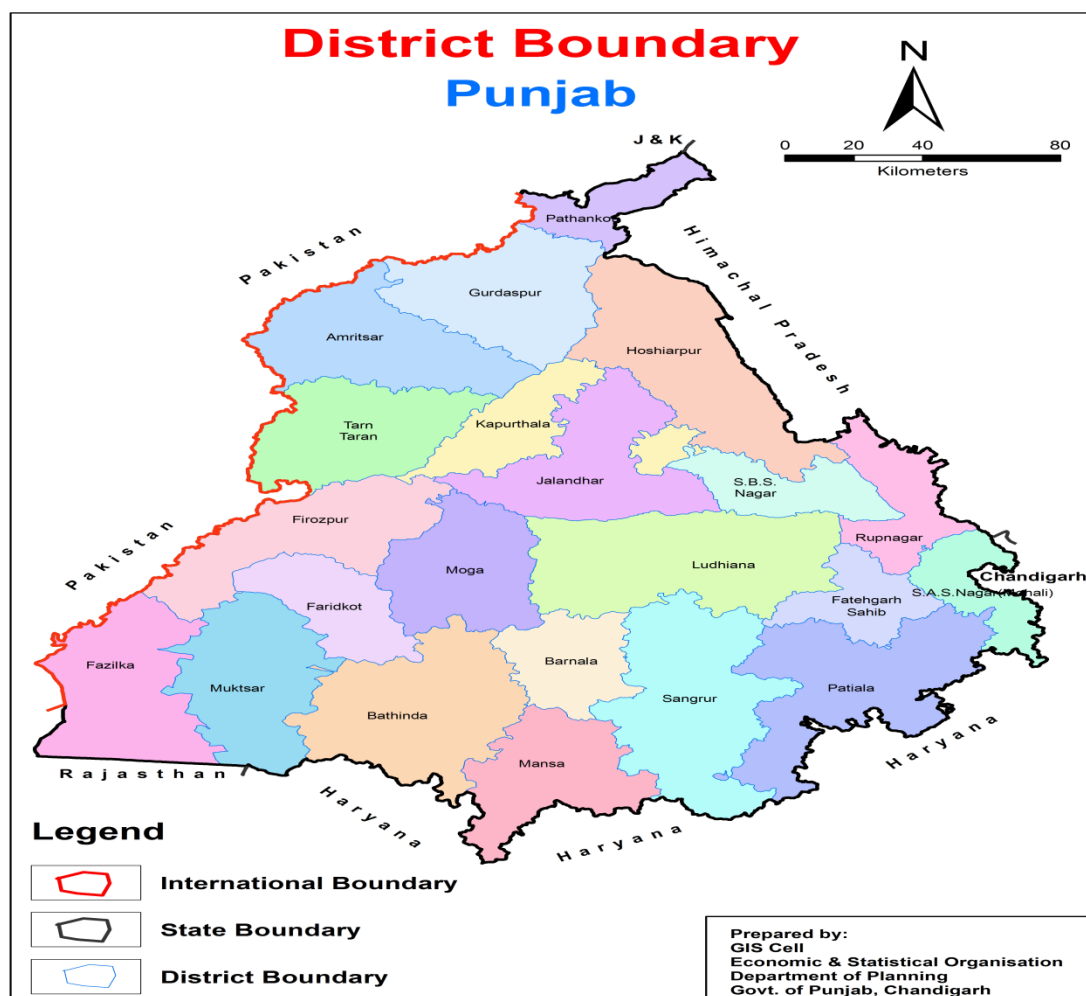 District Boundary
Punjab
N
0 20 40 80
Kilometers
J & K
Pathanko
Himachal Pradesh
Pakistan
Gurdaspur
Amritsar
Hoshiarpur
Tarn
Taran
Kapurthala
Jalandhar
S.B.S.
Nagar
Pakistan
Firozpur
Rupnagar
Moga
Ludhiana
Chandigarh
S.A.S.Nagar(Mohali)
Faridkot
Fatehgarh
Sahib
Fazilka
Muktsar
Barnala
Sangrur
Patiala
Bathinda
Mansa
Haryana
Rajasthan
Haryana
Haryana
Legend
International Boundary
State Boundary
District Boundary
Prepared by:
GIS Cell
Economic & Statistical Organisation
Department of Planning
Govt. of Punjab, Chandigarh